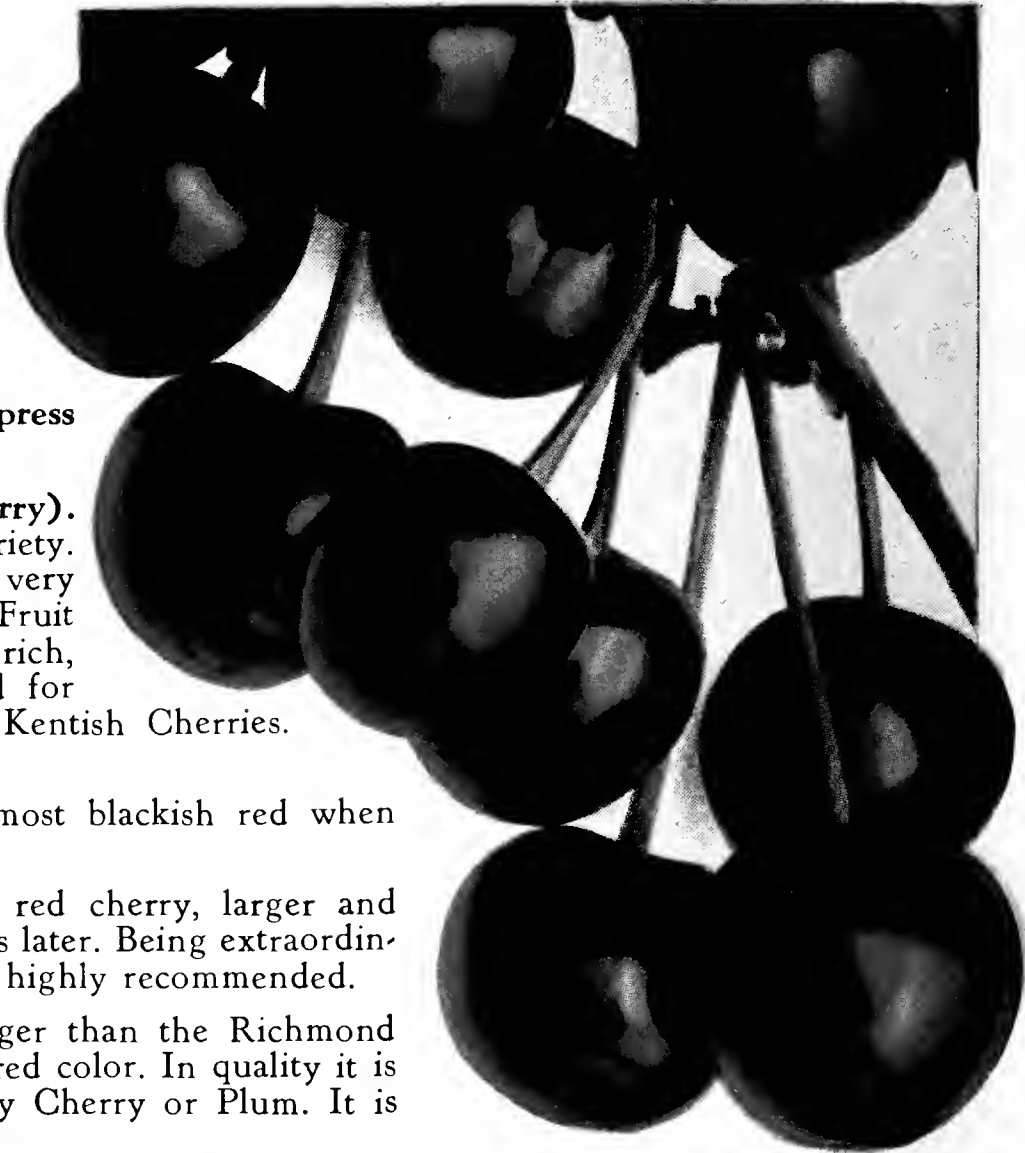 press
rry).
riety.
very
Fruit
rich,
d for
Kentish Cherries.
most blackish red when
red cherry, larger and
s later. Being extraordin-
highly recommended.
ger than the Richmond
red color. In quality it is
y Cherry or Plum. It is